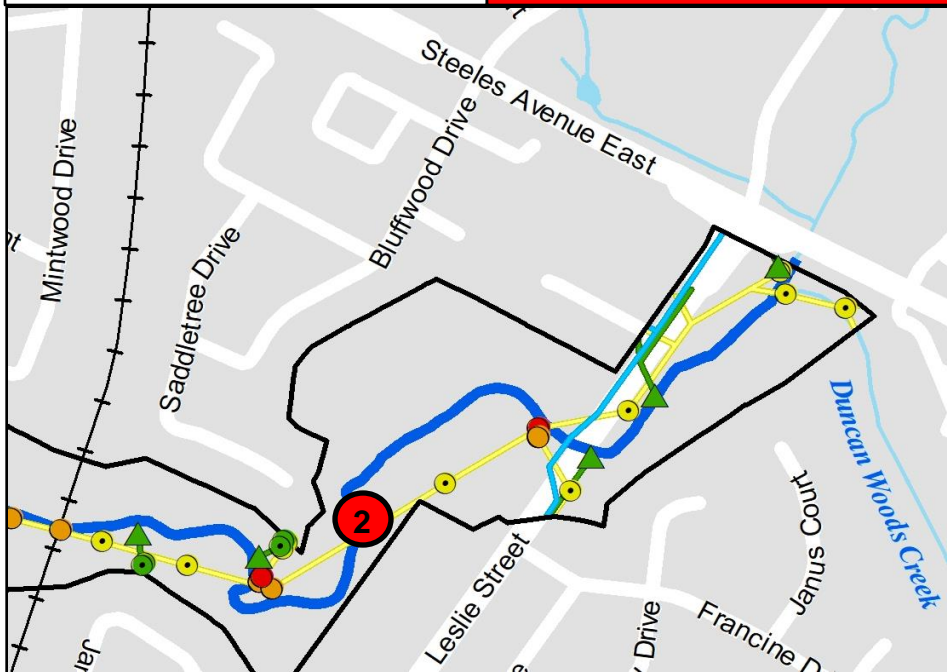 Steeles Avenue East
Mintwood Drive
Bluffwood Drive
Saddletree Drive
Duncan Woods Creek
2
Janus Court
Leslie Street
Drive
Francine